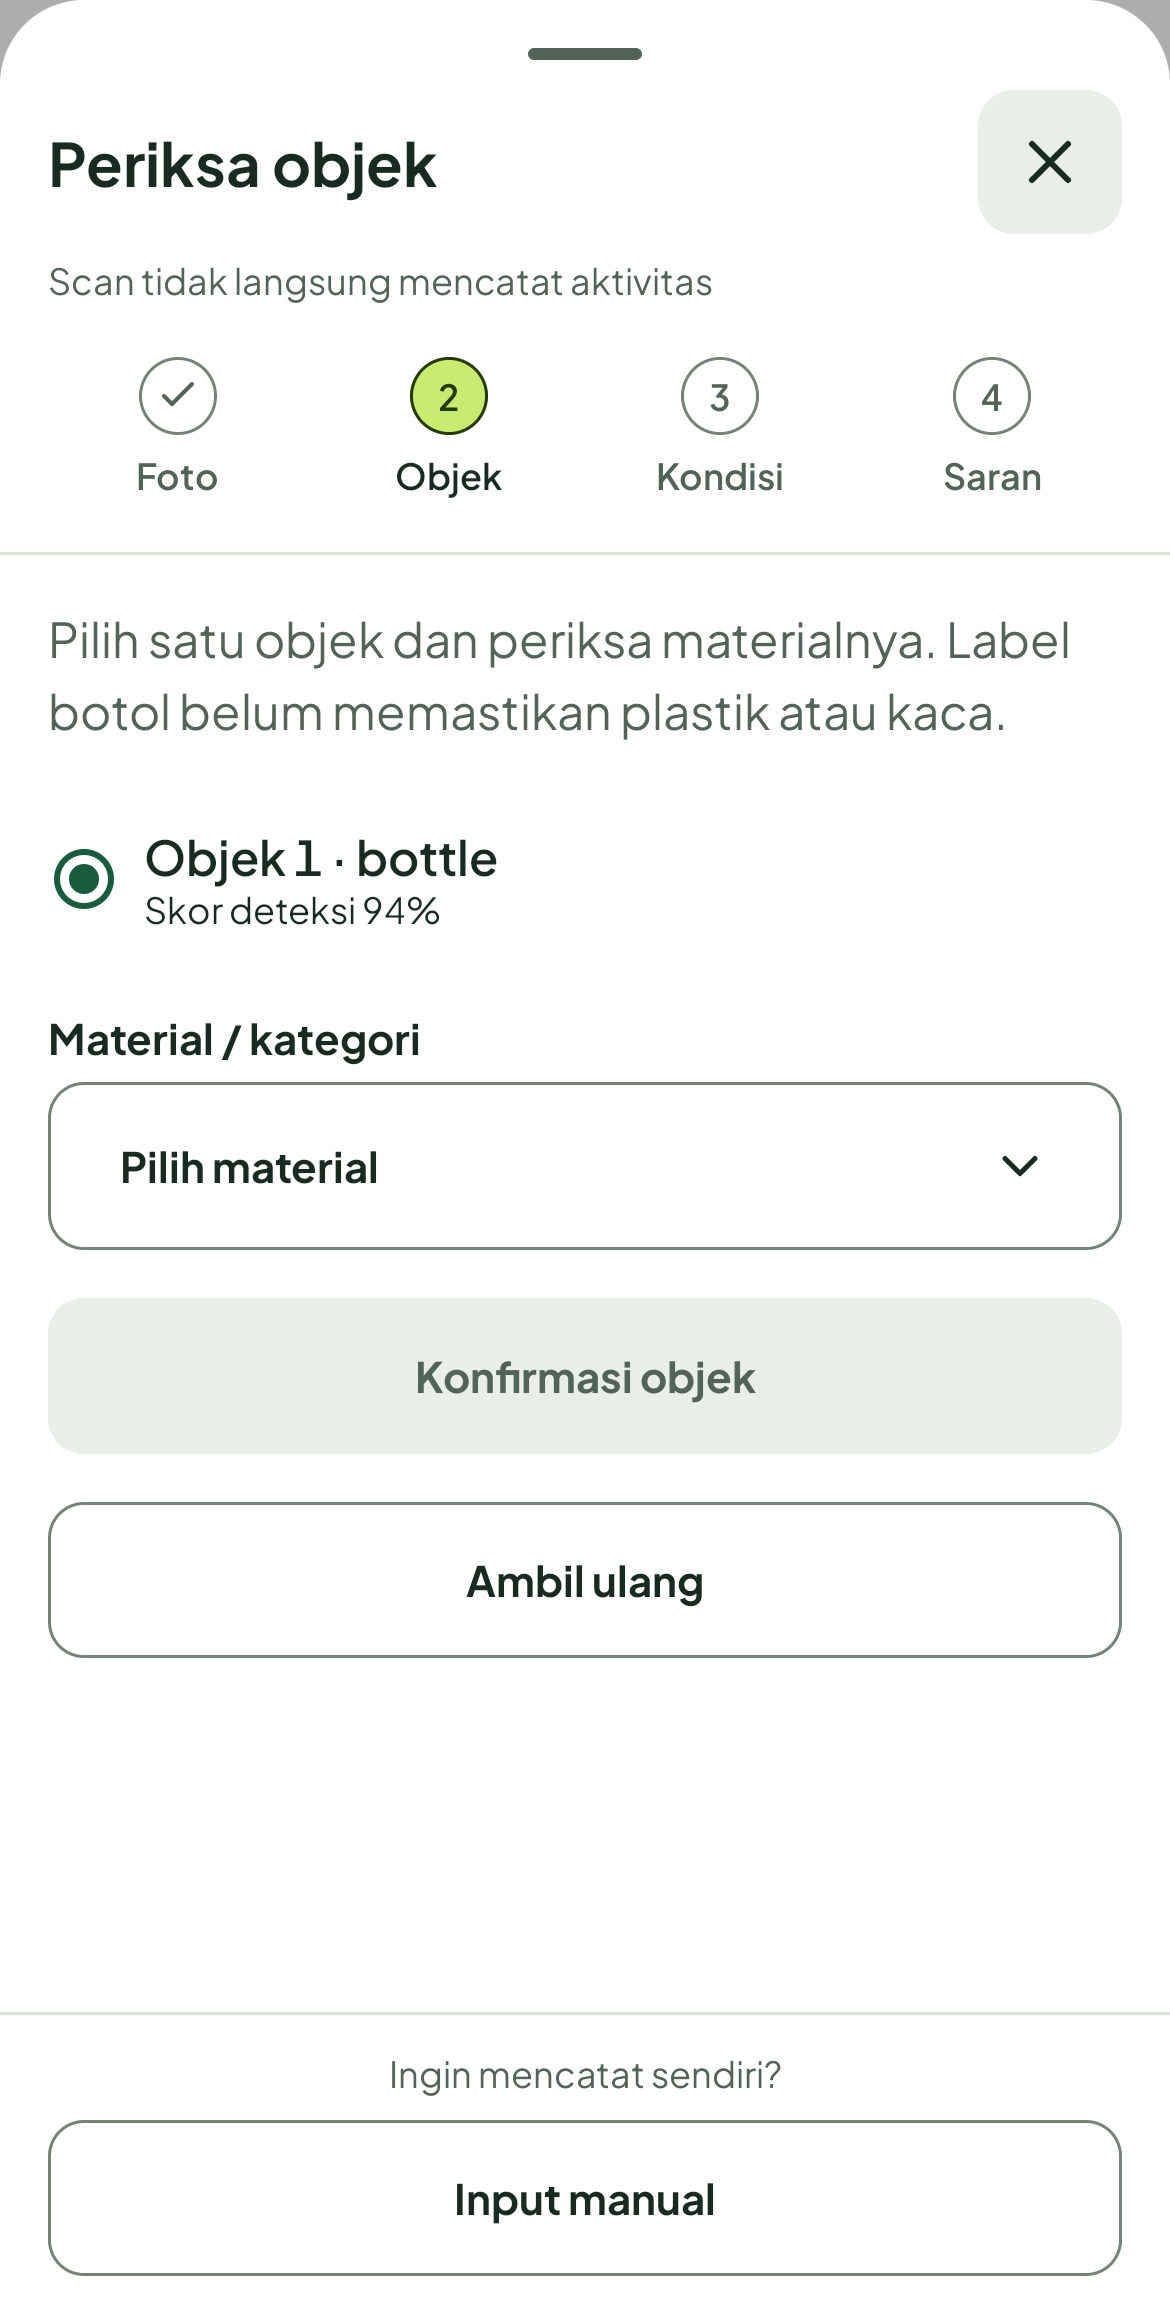 Periksa objek
Scan tidak langsung mencatat aktivitas
2
3
4
Foto
Objek
Kondisi
Saran
Pilih satu objek dan periksa materialnya. Label
botol belum memastikan plastik atau kaca.
Objek 1 · bottle
Skor deteksi 94%
Material / kategori
Pilih material
Konfirmasi objek
Ambil ulang
Ingin mencatat sendiri?
Input manual